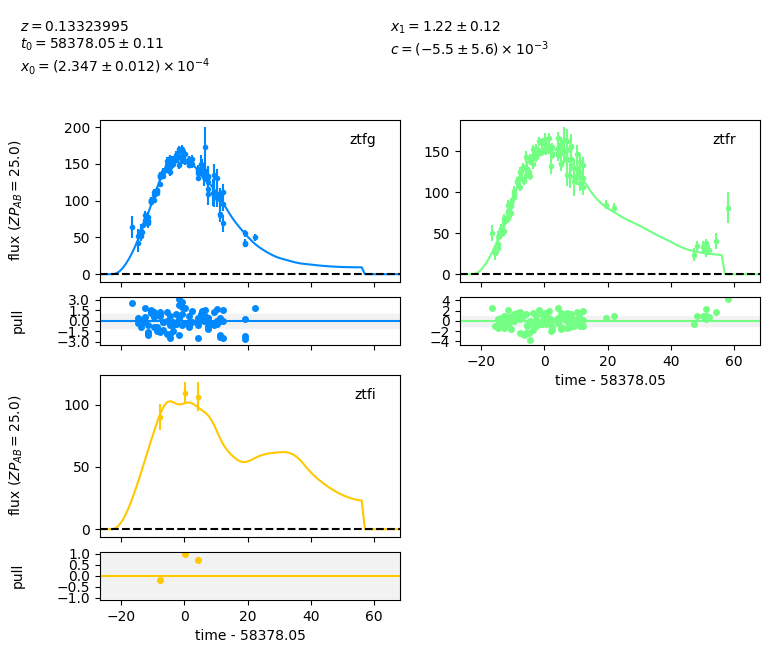 z = 0.13323995
t₀ = 58378.05 ± 0.11
x₀ = (2.347 ± 0.012) × 10⁻⁴
x₁ = 1.22 ± 0.12
c = (−5.5 ± 5.6) × 10⁻³
ztfg
200
150
100
50
0
flux (ZP_AB = 25.0)
3.0
1.5
0.0
−1.5
−3.0
pull
ztfr
150
100
50
0
4
2
0
−2
−4
−20 0 20 40 60
time - 58378.05
ztfi
100
50
0
flux (ZP_AB = 25.0)
1.0
0.5
0.0
−0.5
−1.0
pull
−20 0 20 40 60
time - 58378.05